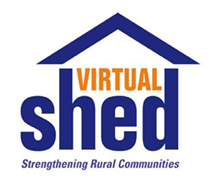 VIRTUAL
shed
Strengthening Rural Communities